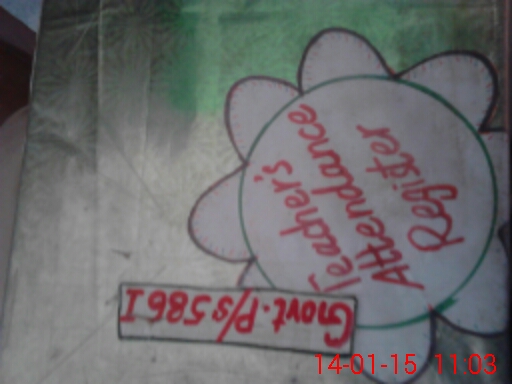 Teacher's
Attendance
Register
Govt. P/s 586 I
14-01-15 11:03